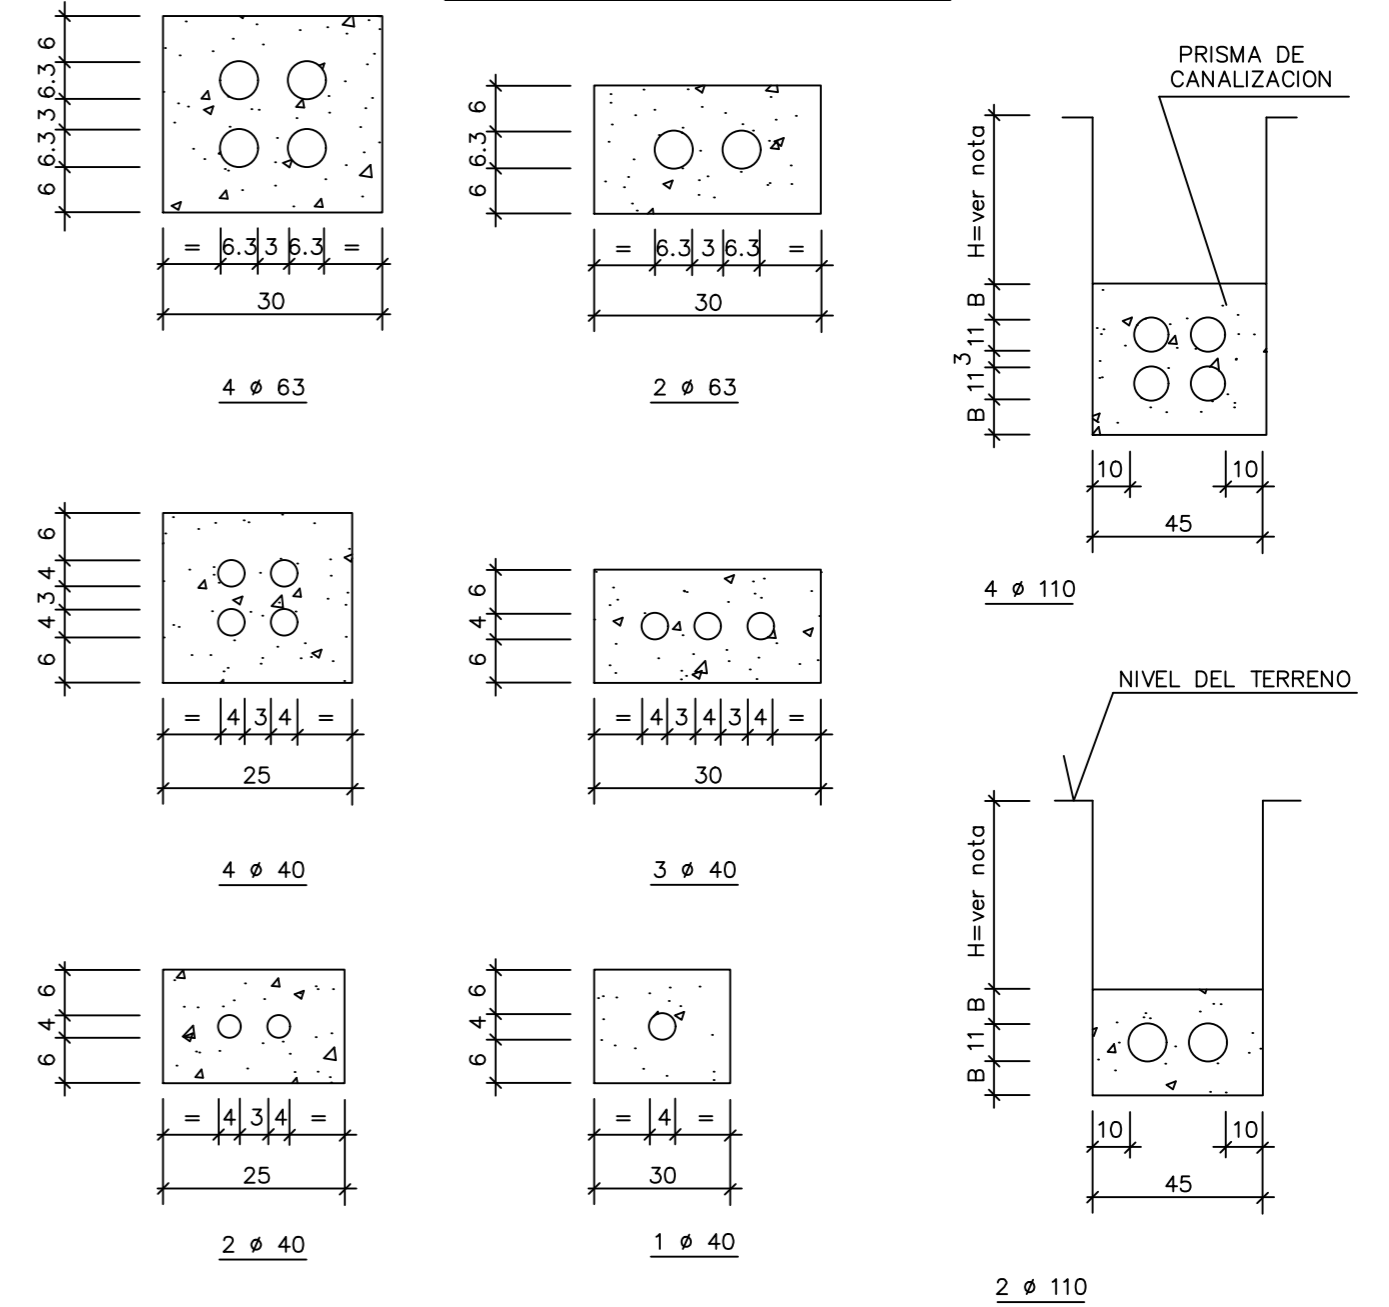 6
6.3
3
6.3
6
= 6.3 3 6.3 =
30
4 ø 63
6
6.3
6
= 6.3 3 6.3 =
30
2 ø 63
PRISMA DE
CANALIZACION
H=ver nota
B
11
3
11
B
10 10
45
4 ø 110
6
4
3
4
6
= 4 3 4 =
25
4 ø 40
6
4
6
= 4 3 4 3 4 =
30
3 ø 40
NIVEL DEL TERRENO
H=ver nota
B
11
B
10 10
45
2 ø 110
6
4
6
= 4 3 4 =
25
2 ø 40
6
4
6
= 4 =
30
1 ø 40